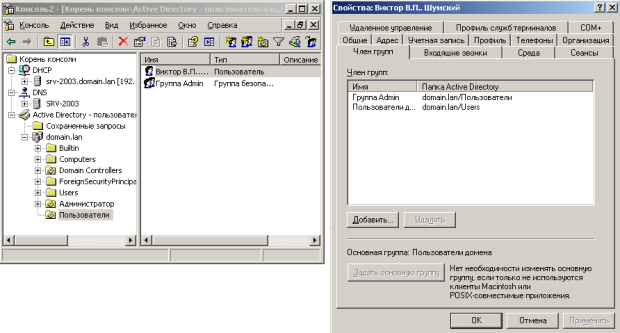 Консоль2 - [Корень консоли\Active Directory - пользователи и к...
Консоль Действие Вид Избранное Окно Справка
Корень консоли
DHCP
srv-2003.domain.lan [192.
DNS
SRV-2003
Active Directory - пользовател
Сохраненные запросы
domain.lan
Builtin
Computers
Domain Controllers
ForeignSecurityPrincipa
Users
Администратор
Пользователи
Имя Тип Описание
Виктор В.П.... Пользователь
Группа Admin Группа безопа...
Свойства: Виктор В.П.. Шумский
Удаленное управление Профиль служб терминалов COM+
Общие Адрес Учетная запись Профиль Телефоны Организация
Член групп Входящие звонки Среда Сеансы
Член групп:
Имя Папка Active Directory
Группа Admin domain.lan/Пользователи
Пользователи д... domain.lan/Users
Добавить... Удалить
Основная группа: Пользователи домена
Задать основную группу
Нет необходимости изменять основную
группу, если только не используются
клиенты Macintosh или
POSIX-совместимые приложения.
OK Отмена Применить